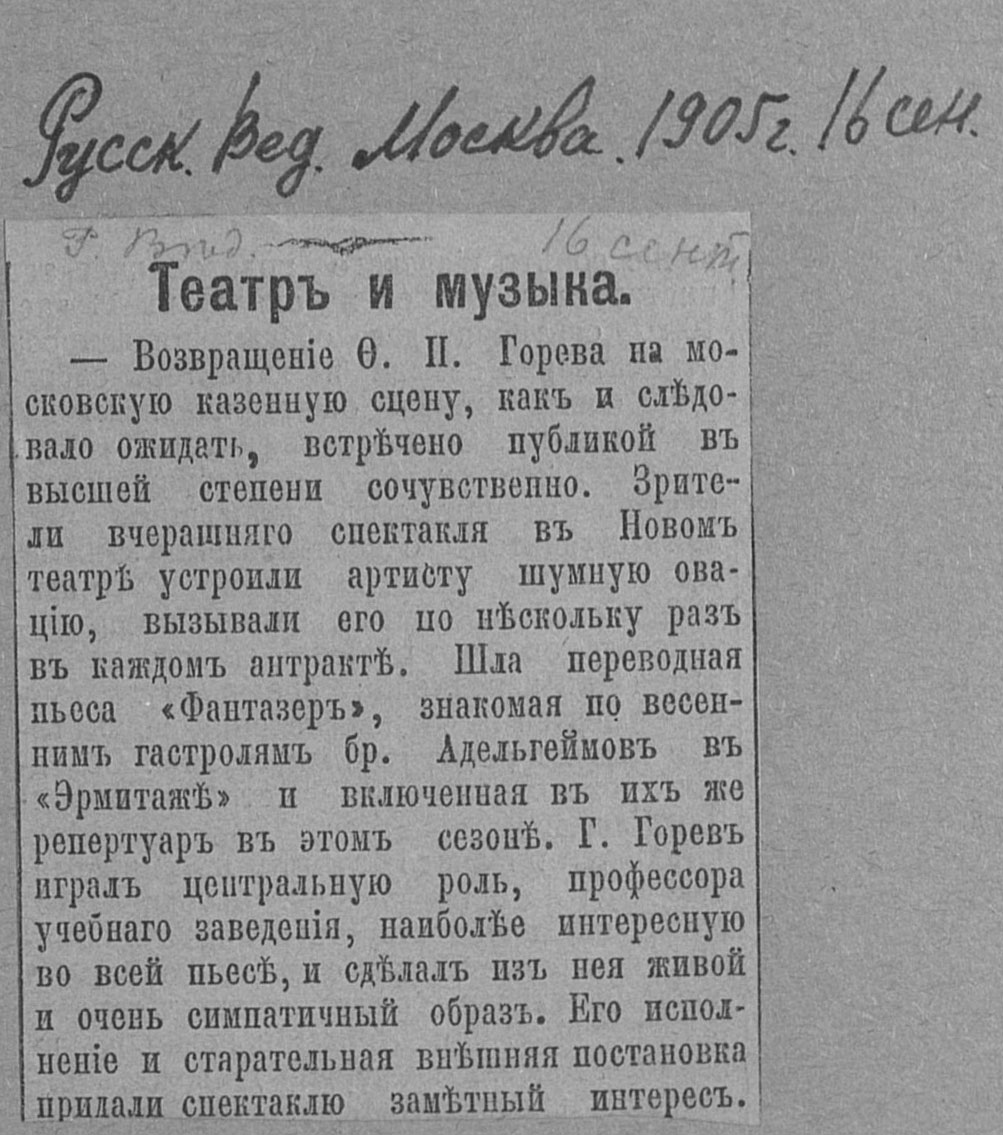 Русск. Вед. Москва. 1905г. 16 сен.
Р Вѣд. 16 сент
Театръ и музыка.
— Возвращеніе Ѳ. П. Горева на мо-
сковскую казенную сцену, какъ и слѣдо-
вало ожидать, встрѣчено публикой въ
высшей степени сочувственно. Зрите-
ли вчерашняго спектакля въ Новомъ
театрѣ устроили артисту шумную ова-
цію, вызывали его по нѣскольку разъ
въ каждомъ антрактѣ. Шла переводная
пьеса «Фантазеръ», знакомая по весен-
нимъ гастролямъ бр. Адельгеймовъ въ
«Эрмитажѣ» и включенная въ ихъ же
репертуаръ въ этомъ сезонѣ. Г. Горевъ
игралъ центральную роль, профессора
учебнаго заведенія, наиболѣе интересную
во всей пьесѣ, и сдѣлалъ изъ нея живой
и очень симпатичный образъ. Его испол-
неніе и старательная внѣшняя постановка
придали спектаклю замѣтный интересъ.